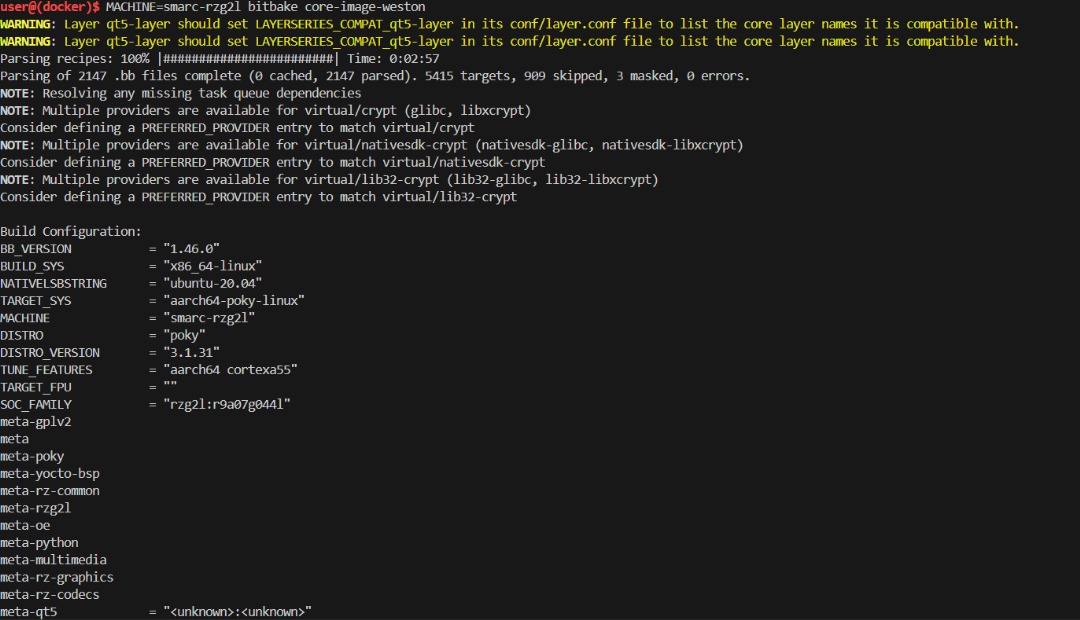 user@(docker)$ MACHINE=smarc-rzg2l bitbake core-image-weston
WARNING: Layer qt5-layer should set LAYERSERIES_COMPAT_qt5-layer in its conf/layer.conf file to list the core layer names it is compatible with.
WARNING: Layer qt5-layer should set LAYERSERIES_COMPAT_qt5-layer in its conf/layer.conf file to list the core layer names it is compatible with.
Parsing recipes: 100% |########################| Time: 0:02:57
Parsing of 2147 .bb files complete (0 cached, 2147 parsed). 5415 targets, 909 skipped, 3 masked, 0 errors.
NOTE: Resolving any missing task queue dependencies
NOTE: Multiple providers are available for virtual/crypt (glibc, libxcrypt)
Consider defining a PREFERRED_PROVIDER entry to match virtual/crypt
NOTE: Multiple providers are available for virtual/nativesdk-crypt (nativesdk-glibc, nativesdk-libxcrypt)
Consider defining a PREFERRED_PROVIDER entry to match virtual/nativesdk-crypt
NOTE: Multiple providers are available for virtual/lib32-crypt (lib32-glibc, lib32-libxcrypt)
Consider defining a PREFERRED_PROVIDER entry to match virtual/lib32-crypt
Build Configuration:
BB_VERSION = "1.46.0"
BUILD_SYS = "x86_64-linux"
NATIVELSBSTRING = "ubuntu-20.04"
TARGET_SYS = "aarch64-poky-linux"
MACHINE = "smarc-rzg2l"
DISTRO = "poky"
DISTRO_VERSION = "3.1.31"
TUNE_FEATURES = "aarch64 cortexa55"
TARGET_FPU = ""
SOC_FAMILY = "rzg2l:r9a07g044l"
meta-gplv2
meta
meta-poky
meta-yocto-bsp
meta-rz-common
meta-rzg2l
meta-oe
meta-python
meta-multimedia
meta-rz-graphics
meta-rz-codecs
meta-qt5 = "<unknown>:<unknown>"